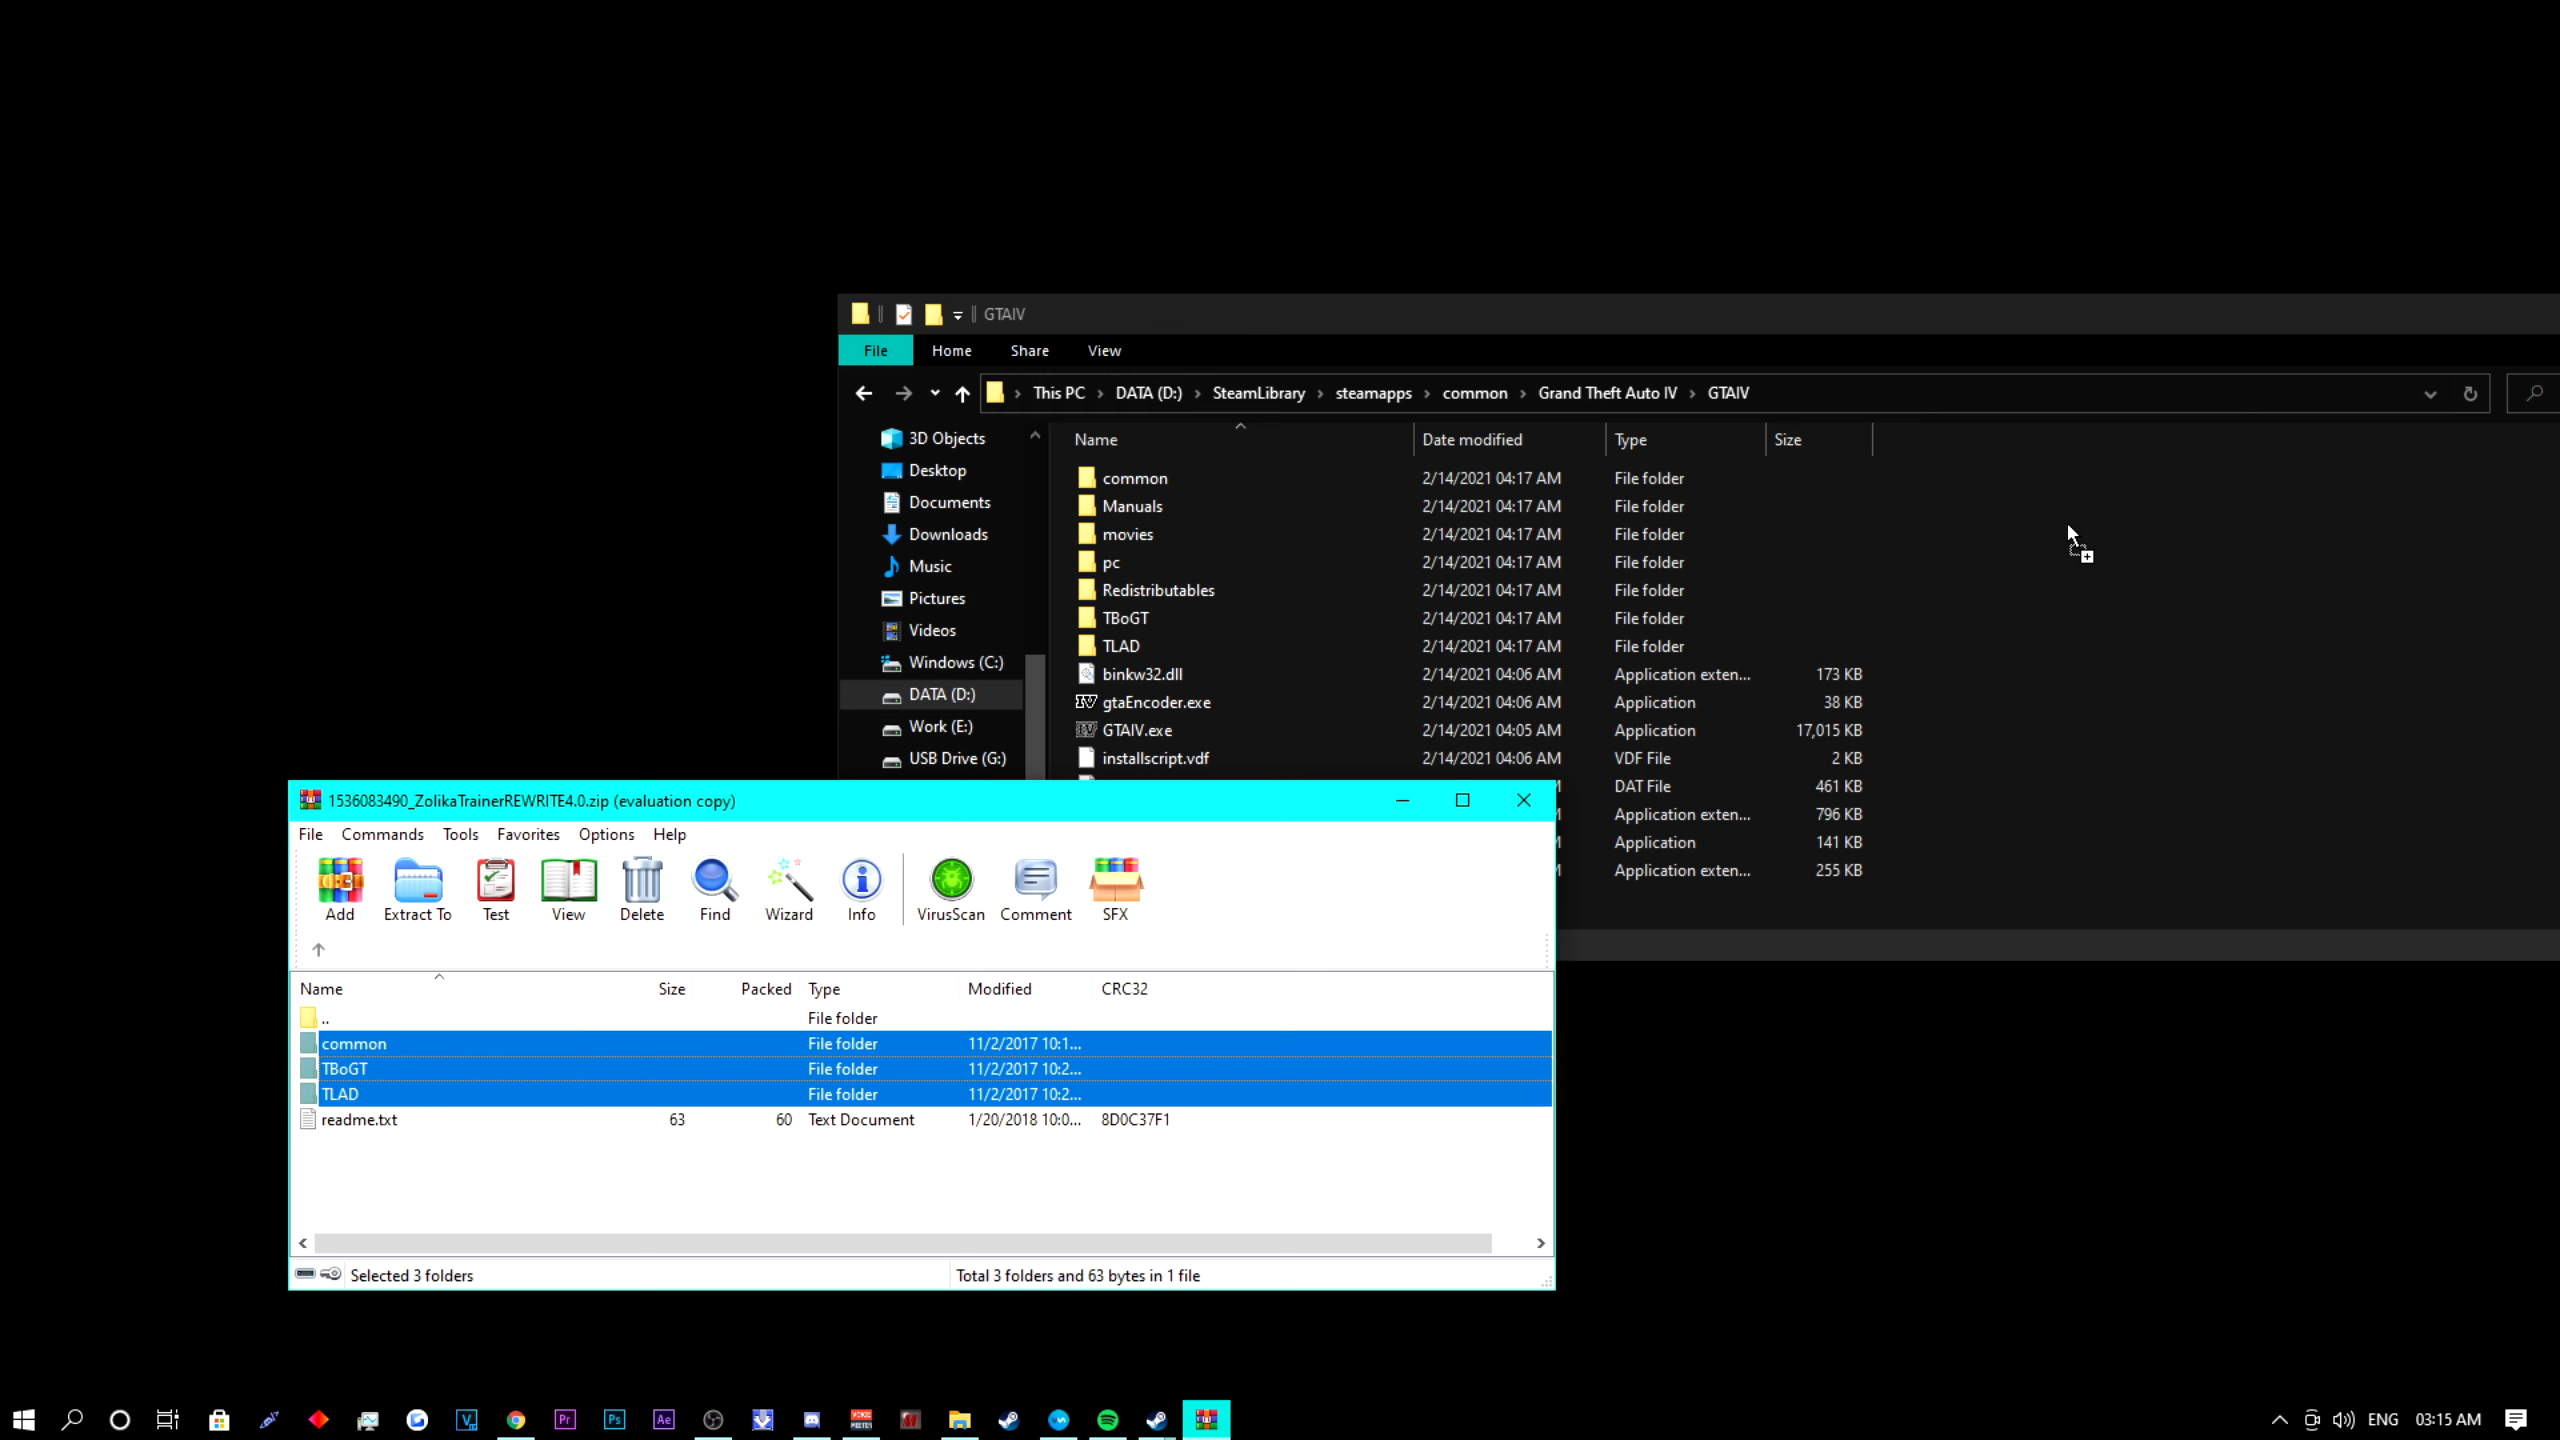 GTAIV
File Home Share View
This PC DATA (D:) SteamLibrary steamapps common Grand Theft Auto IV GTAIV
3D Objects
Desktop
Documents
Downloads
Music
Pictures
Videos
Windows (C:)
DATA (D:)
Work (E:)
USB Drive (G:)
Name Date modified Type Size
common 2/14/2021 04:17 AM File folder
Manuals 2/14/2021 04:17 AM File folder
movies 2/14/2021 04:17 AM File folder
pc 2/14/2021 04:17 AM File folder
Redistributables 2/14/2021 04:17 AM File folder
TBoGT 2/14/2021 04:17 AM File folder
TLAD 2/14/2021 04:17 AM File folder
binkw32.dll 2/14/2021 04:06 AM Application exten... 173 KB
gtaEncoder.exe 2/14/2021 04:06 AM Application 38 KB
GTAIV.exe 2/14/2021 04:05 AM Application 17,015 KB
installscript.vdf 2/14/2021 04:06 AM VDF File 2 KB
DAT File 461 KB
Application exten... 796 KB
Application 141 KB
Application exten... 255 KB
1536083490_ZolikaTrainerREWRITE4.0.zip (evaluation copy)
File Commands Tools Favorites Options Help
Add Extract To Test View Delete Find Wizard Info VirusScan Comment SFX
Name Size Packed Type Modified CRC32
.. File folder
common File folder 11/2/2017 10:1...
TBoGT File folder 11/2/2017 10:2...
TLAD File folder 11/2/2017 10:2...
readme.txt 63 60 Text Document 1/20/2018 10:0... 8D0C37F1
Selected 3 folders Total 3 folders and 63 bytes in 1 file
Pr Ps Ae ENG 03:15 AM